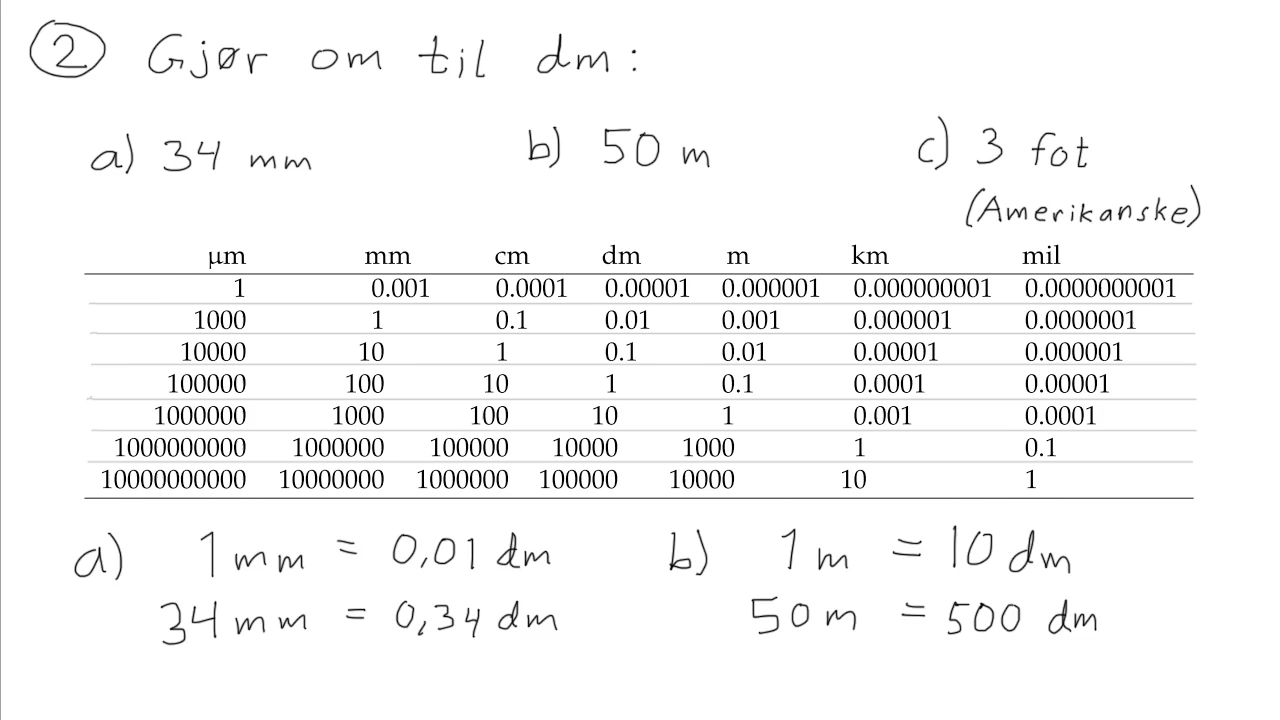 2 Gjør om til dm:
a) 34 mm b) 50 m c) 3 fot
(Amerikanske)
µm mm cm dm m km mil
1 0.001 0.0001 0.00001 0.000001 0.000000001 0.0000000001
1000 1 0.1 0.01 0.001 0.000001 0.0000001
10000 10 1 0.1 0.01 0.00001 0.000001
100000 100 10 1 0.1 0.0001 0.00001
1000000 1000 100 10 1 0.001 0.0001
1000000000 1000000 100000 10000 1000 1 0.1
10000000000 10000000 1000000 100000 10000 10 1
a) 1 mm = 0,01 dm b) 1 m = 10 dm
34 mm = 0,34 dm 50 m = 500 dm